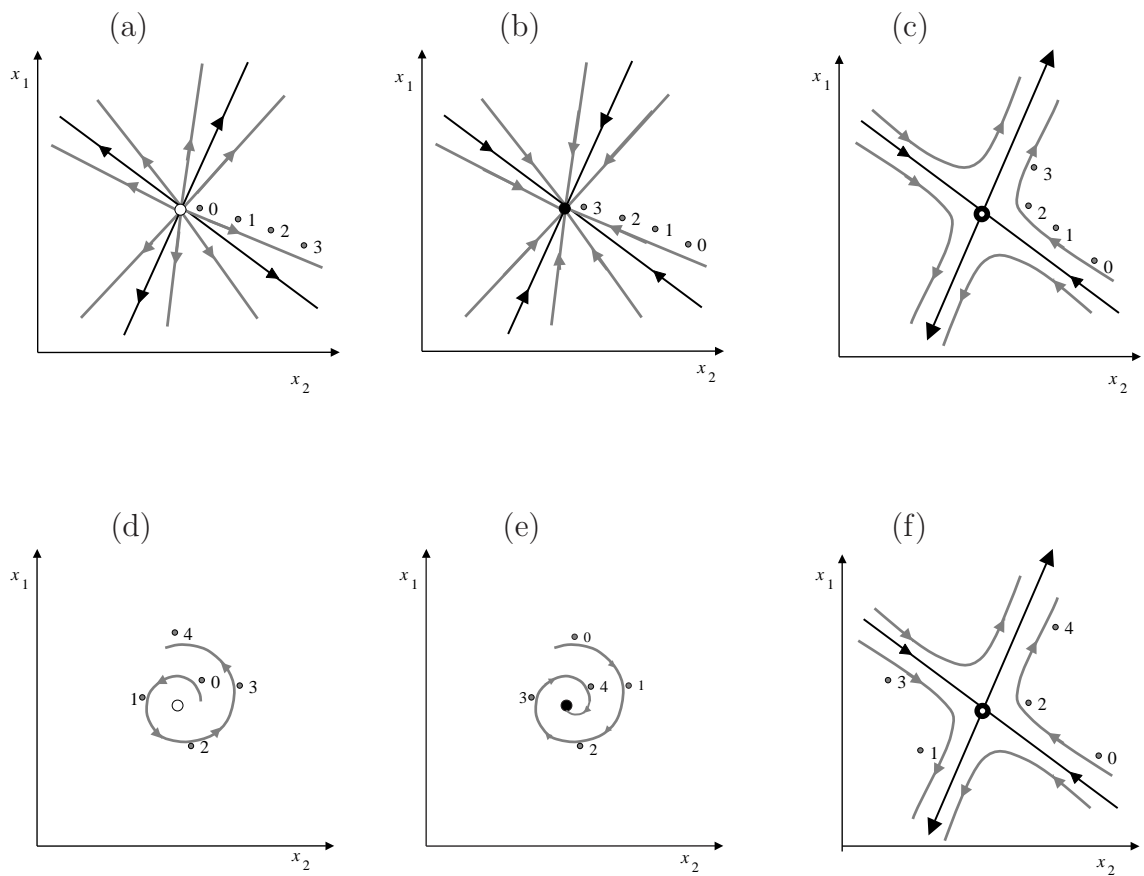 (a) (b) (c)
x1 x1 x1
0 1 2 3
3 2 1 0
3 2 1 0
x2 x2 x2
(d) (e) (f)
x1 x1 x1
4 0 1 3 2
0 4 3 1 2
4 3 2 1 0
x2 x2 x2